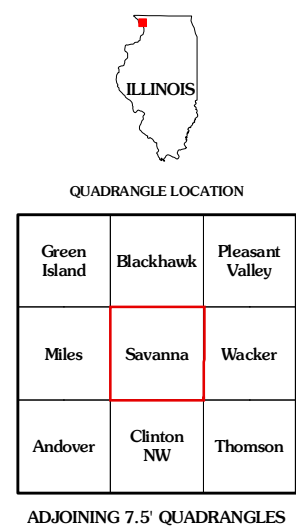 ILLINOIS
QUADRANGLE LOCATION
Green
Island
Blackhawk
Pleasant
Valley
Miles
Savanna
Wacker
Andover
Clinton
NW
Thomson
ADJOINING 7.5' QUADRANGLES